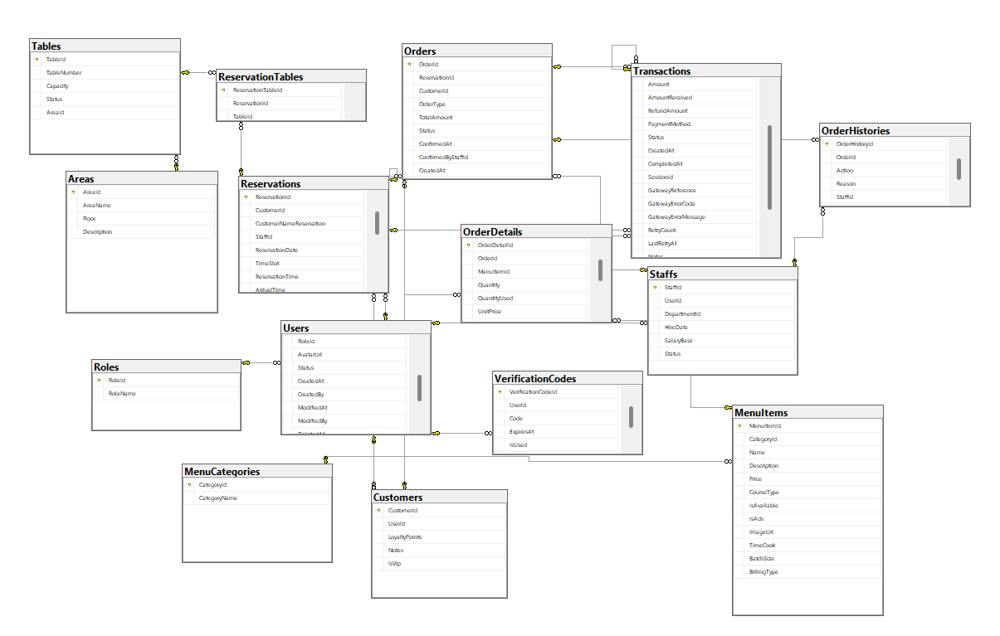 Tables
TableId
TableNumber
Capacity
Status
AreaId
ReservationTables
ReservationTableId
ReservationId
TableId
Orders
OrderId
ReservationId
CustomerId
OrderType
TotalAmount
Status
ConfirmedAt
ConfirmedByStaffId
CreatedAt
Transactions
Amount
AmountReceived
RefundAmount
PaymentMethod
Status
CreatedAt
CompletedAt
SessionId
GatewayReference
GatewayErrorCode
GatewayErrorMessage
RetryCount
LastRetryAt
Notes
OrderHistories
OrderHistoryId
OrderId
Action
Reason
StaffId
Areas
AreaId
AreaName
Floor
Description
Reservations
ReservationId
CustomerId
CustomerNameReservation
StaffId
ReservationDate
TimeSlot
ReservationTime
ArrivalTime
OrderDetails
OrderDetailId
OrderId
MenuItemId
Quantity
QuantityUsed
UnitPrice
Staffs
StaffId
UserId
DepartmentId
HireDate
SalaryBase
Status
Users
RoleId
AvatarUrl
Status
CreatedAt
CreatedBy
ModifiedAt
ModifiedBy
DeletedAt
Roles
RoleId
RoleName
VerificationCodes
VerificationCodeId
UserId
Code
ExpiresAt
IsUsed
MenuItems
MenuItemId
CategoryId
Name
Description
Price
CourseType
IsAvailable
IsAds
ImageUrl
TimeCook
BatchSize
BillingType
MenuCategories
CategoryId
CategoryName
Customers
CustomerId
UserId
LoyaltyPoints
Notes
IsVip